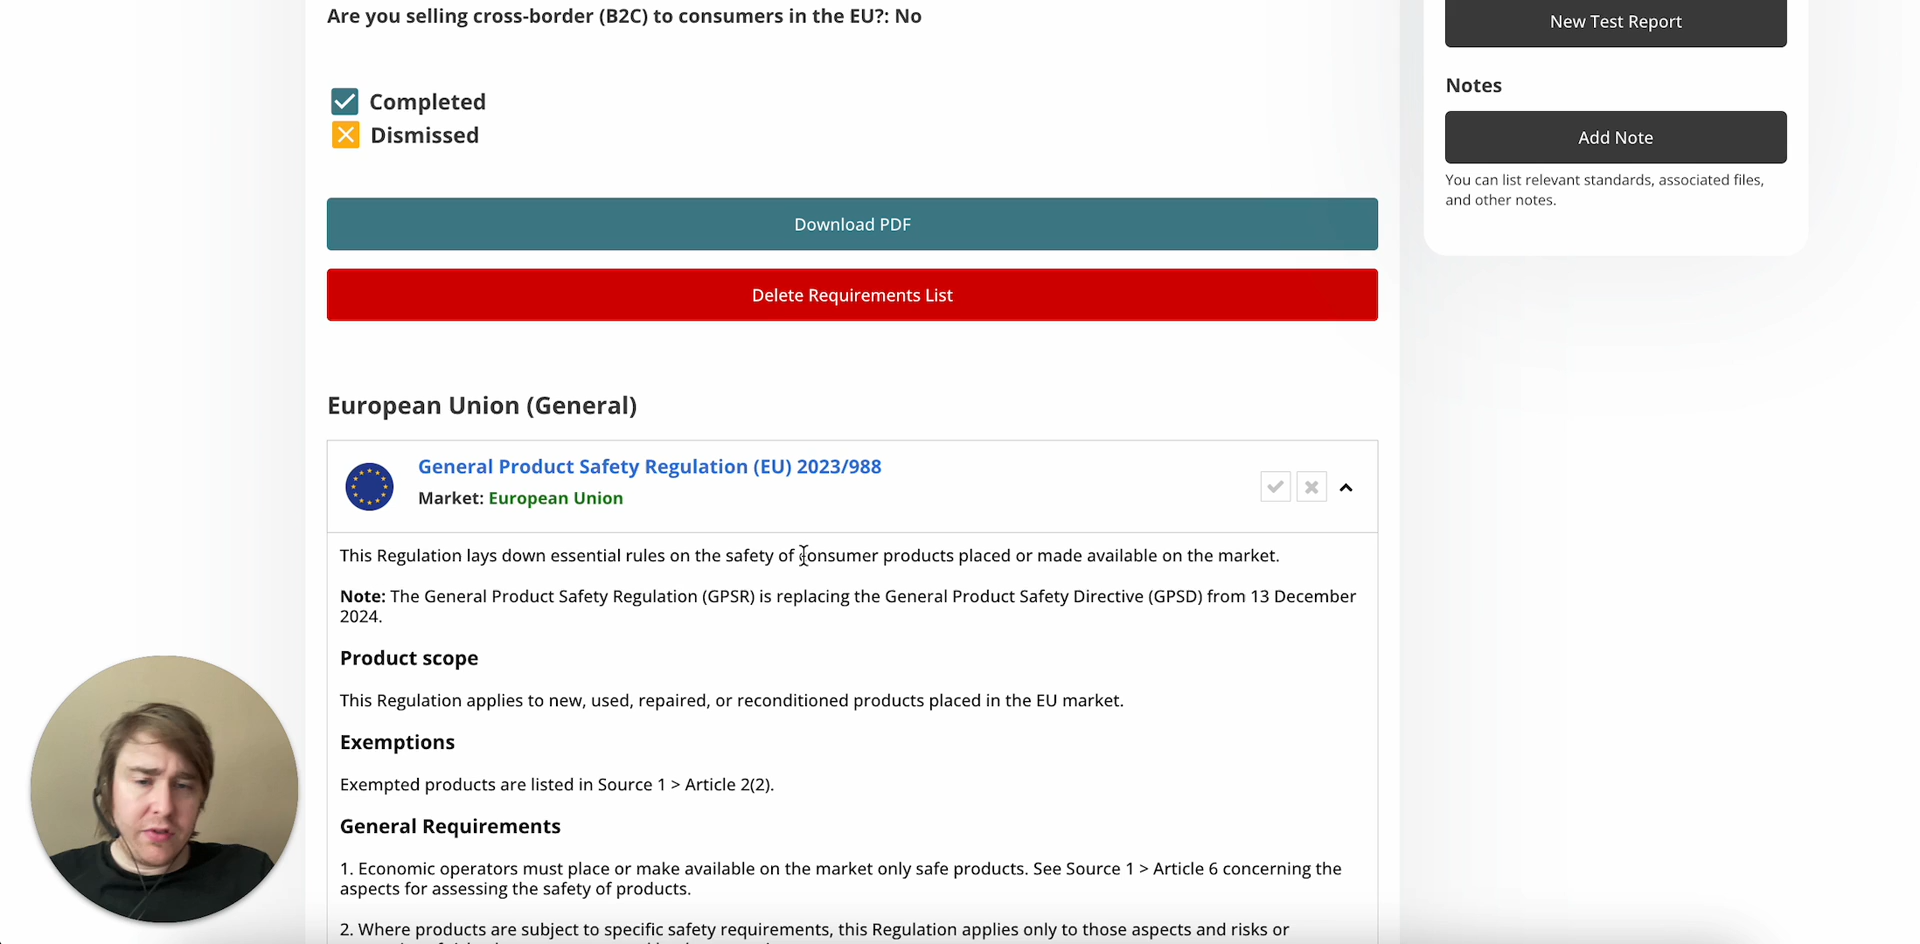 Are you selling cross-border (B2C) to consumers in the EU?: No
Completed
Dismissed
Download PDF
Delete Requirements List
European Union (General)
General Product Safety Regulation (EU) 2023/988
Market: European Union
This Regulation lays down essential rules on the safety of consumer products placed or made available on the market.
Note: The General Product Safety Regulation (GPSR) is replacing the General Product Safety Directive (GPSD) from 13 December
2024.
Product scope
This Regulation applies to new, used, repaired, or reconditioned products placed in the EU market.
Exemptions
Exempted products are listed in Source 1 > Article 2(2).
General Requirements
1. Economic operators must place or make available on the market only safe products. See Source 1 > Article 6 concerning the
aspects for assessing the safety of products.
2. Where products are subject to specific safety requirements, this Regulation applies only to those aspects and risks or
New Test Report
Notes
Add Note
You can list relevant standards, associated files,
and other notes.